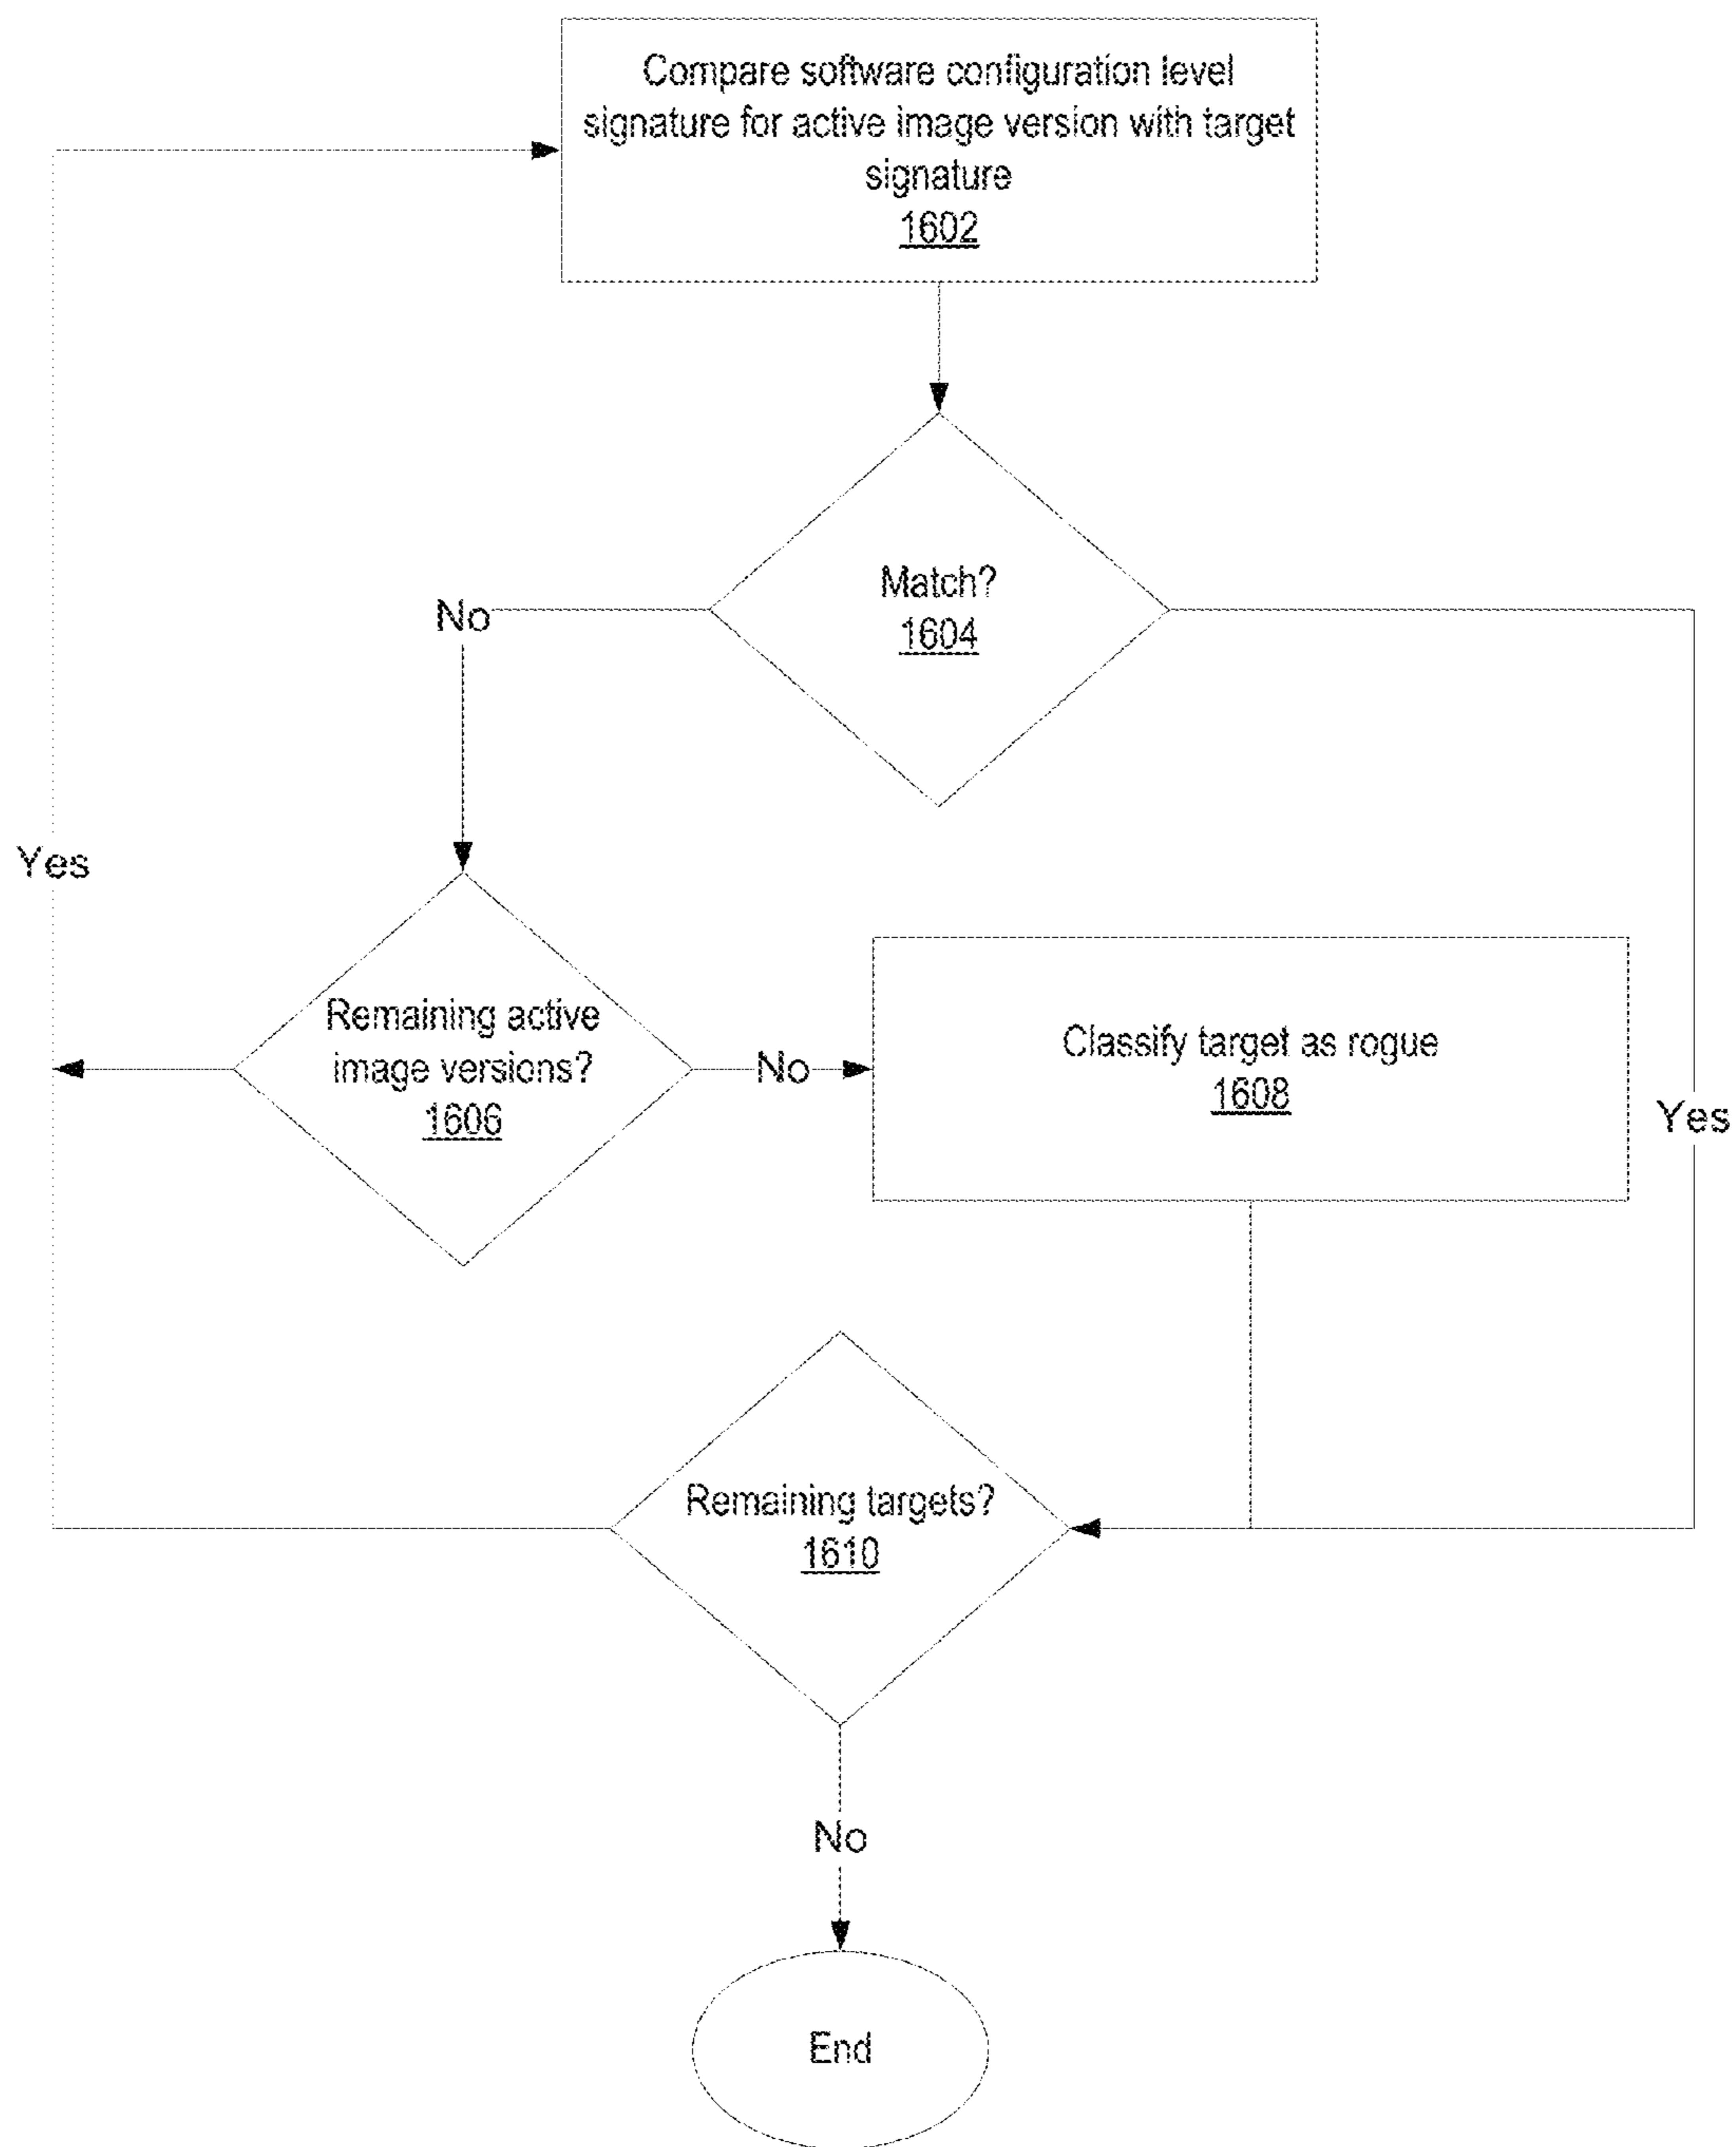 Compare software configuration level
signature for active image version with target
signature
1602
Match?
1604
No
Yes
Remaining active
image versions?
1606
No
Classify target as rogue
1608
Yes
Remaining targets?
1610
No
End